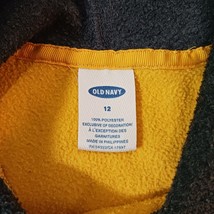 OLD NAVY
12
100% POLYESTER
EXCLUSIVE OF DECORATION
À L'EXCEPTION DES
GARNITURES
MADE IN PHILIPPINES